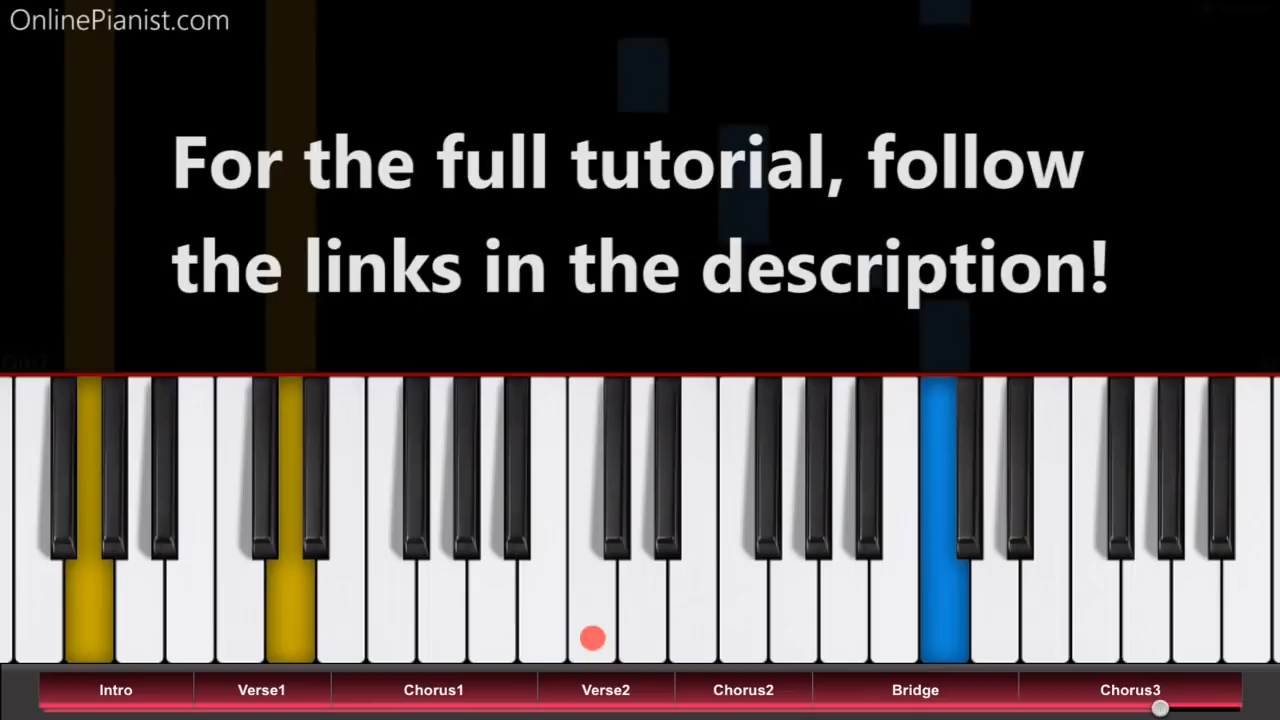 OnlinePianist.com
For the full tutorial, follow
the links in the description!
Intro Verse1 Chorus1 Verse2 Chorus2 Bridge Chorus3